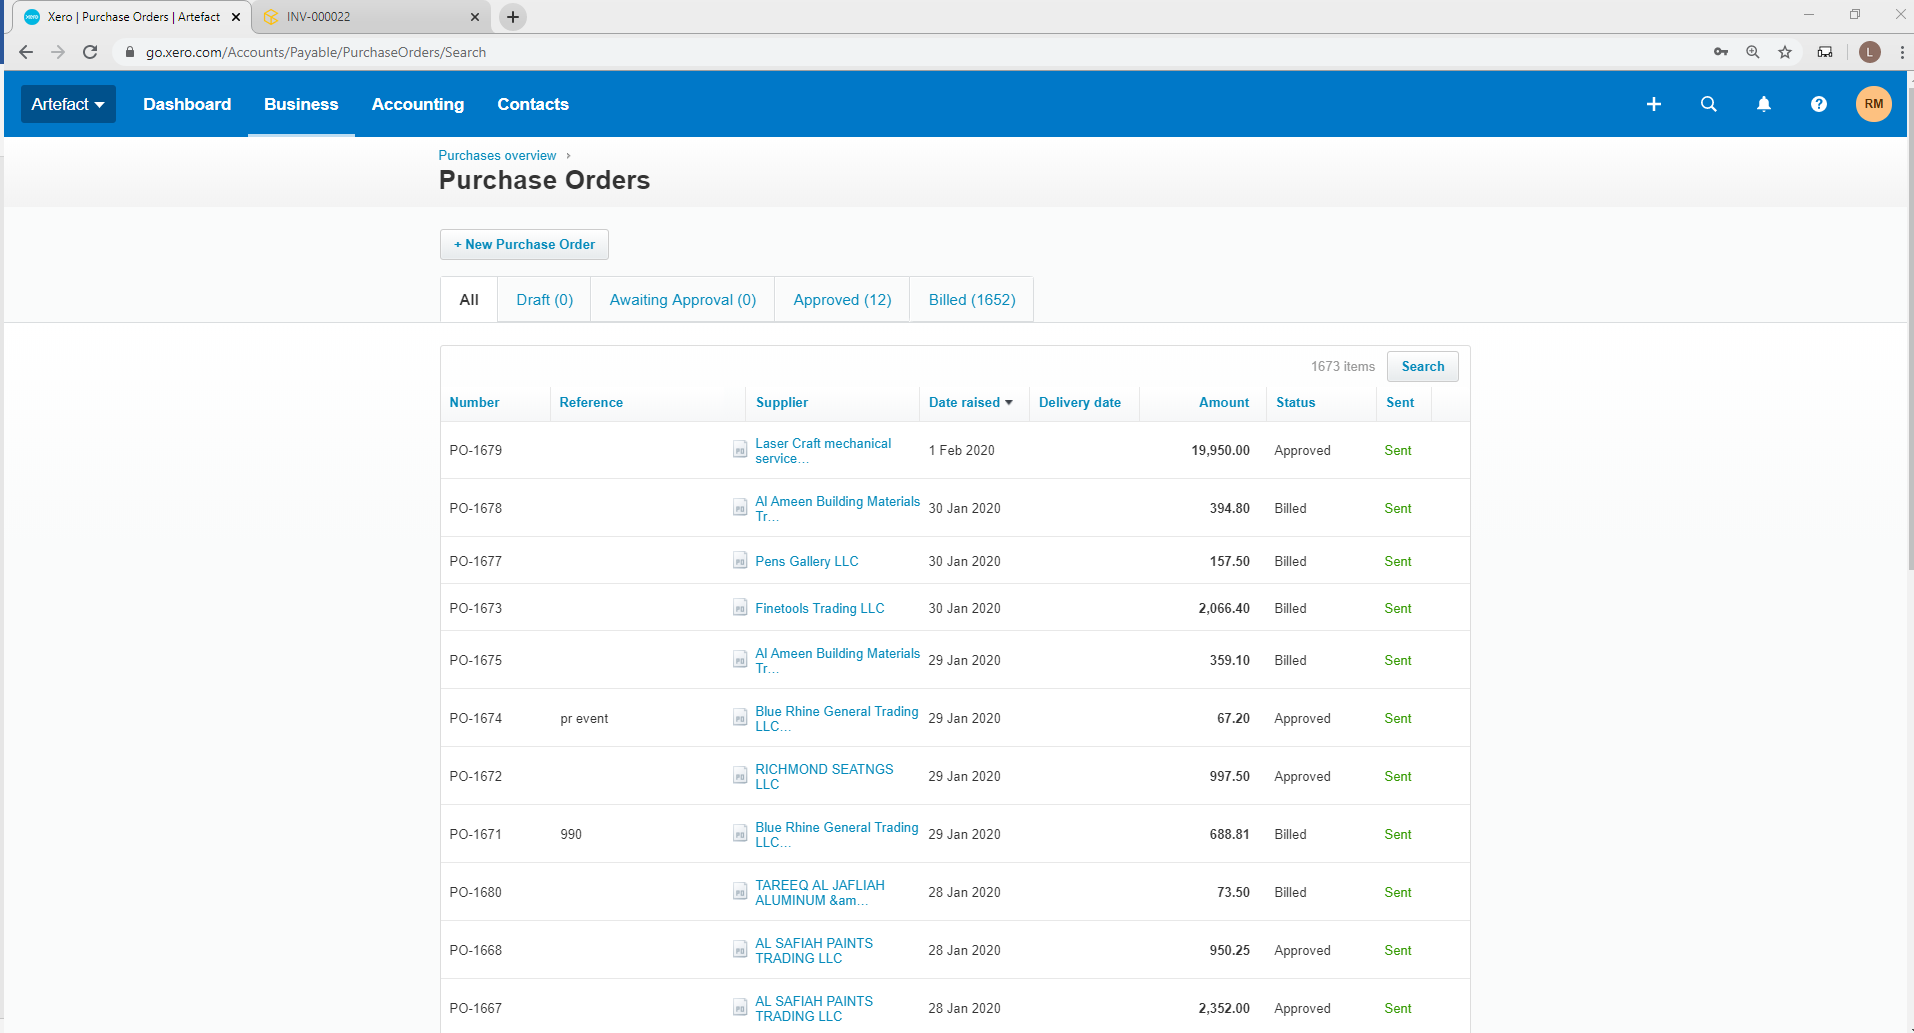 Xero | Purchase Orders | Artefact
INV-000022
go.xero.com/Accounts/Payable/PurchaseOrders/Search
L
Artefact Dashboard Business Accounting Contacts RM
Purchases overview ›
Purchase Orders
+ New Purchase Order
All Draft (0) Awaiting Approval (0) Approved (12) Billed (1652)
1673 items Search
Number Reference Supplier Date raised Delivery date Amount Status Sent
PO-1679 Laser Craft mechanical service... 1 Feb 2020 19,950.00 Approved Sent
PO-1678 Al Ameen Building Materials Tr... 30 Jan 2020 394.80 Billed Sent
PO-1677 Pens Gallery LLC 30 Jan 2020 157.50 Billed Sent
PO-1673 Finetools Trading LLC 30 Jan 2020 2,066.40 Billed Sent
PO-1675 Al Ameen Building Materials Tr... 29 Jan 2020 359.10 Billed Sent
PO-1674 pr event Blue Rhine General Trading LLC... 29 Jan 2020 67.20 Approved Sent
PO-1672 RICHMOND SEATNGS LLC 29 Jan 2020 997.50 Approved Sent
PO-1671 990 Blue Rhine General Trading LLC... 29 Jan 2020 688.81 Billed Sent
PO-1680 TAREEQ AL JAFLIAH ALUMINUM &am... 28 Jan 2020 73.50 Billed Sent
PO-1668 AL SAFIAH PAINTS TRADING LLC 28 Jan 2020 950.25 Approved Sent
PO-1667 AL SAFIAH PAINTS TRADING LLC 28 Jan 2020 2,352.00 Approved Sent